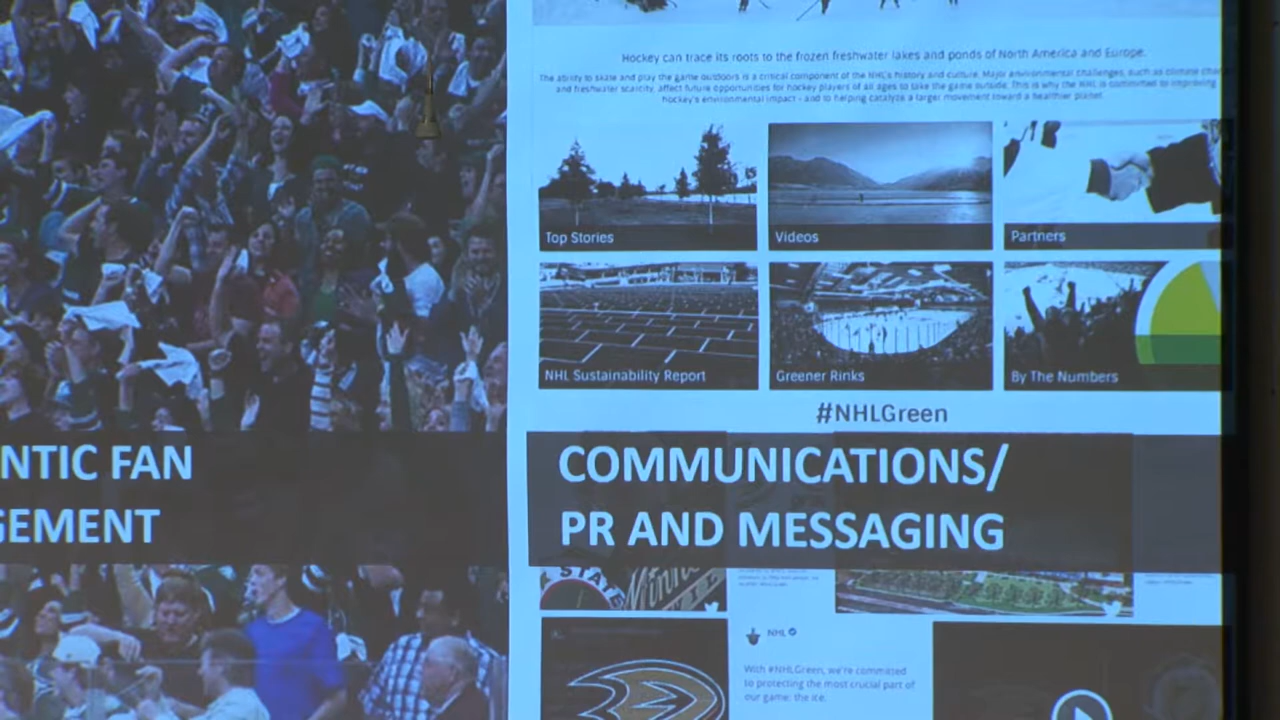 Hockey can trace its roots to the frozen freshwater lakes and ponds of North America and Europe.
The ability to skate and play the game outdoors is a critical component of the NHL's history and culture. Major environmental challenges, such as climate
and freshwater scarcity, affect future opportunities for hockey players of all ages to take the game outside. This is why the NHL is committed to improving
hockey's environmental impact - and to helping catalyze a larger movement toward a healthier planet.
Top Stories
Videos
Partners
NHL Sustainability Report
Greener Rinks
By The Numbers
#NHLGreen
NTIC FAN
GEMENT
COMMUNICATIONS/
PR AND MESSAGING
STATE
Minne
NHL
With #NHLGreen, we're committed
to protecting the most crucial part of
our game: the ice.